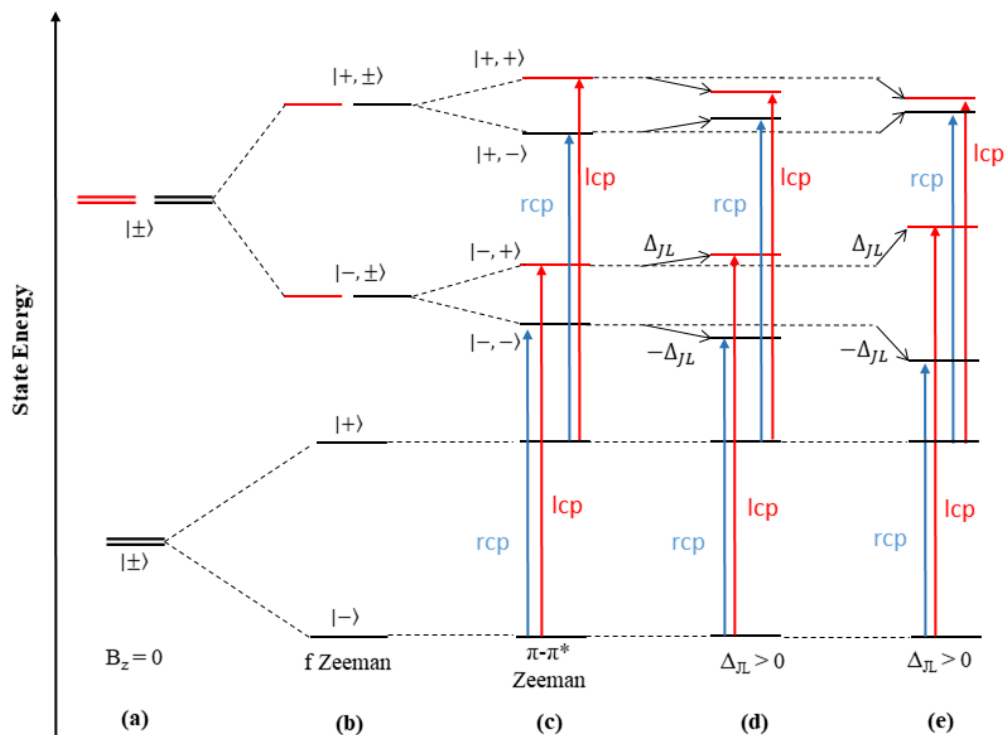 State Energy
|+,+⟩
|+,±⟩
|+,−⟩
lcp
rcp
lcp
rcp
lcp
rcp
|±⟩
|−,+⟩
Δ_JL
Δ_JL
|−,±⟩
|−,−⟩
−Δ_JL
−Δ_JL
|+⟩
lcp
rcp
lcp
rcp
lcp
rcp
|±⟩
|−⟩
B_z = 0
f Zeeman
π-π*
Zeeman
Δ_JL > 0
Δ_JL > 0
(a)
(b)
(c)
(d)
(e)